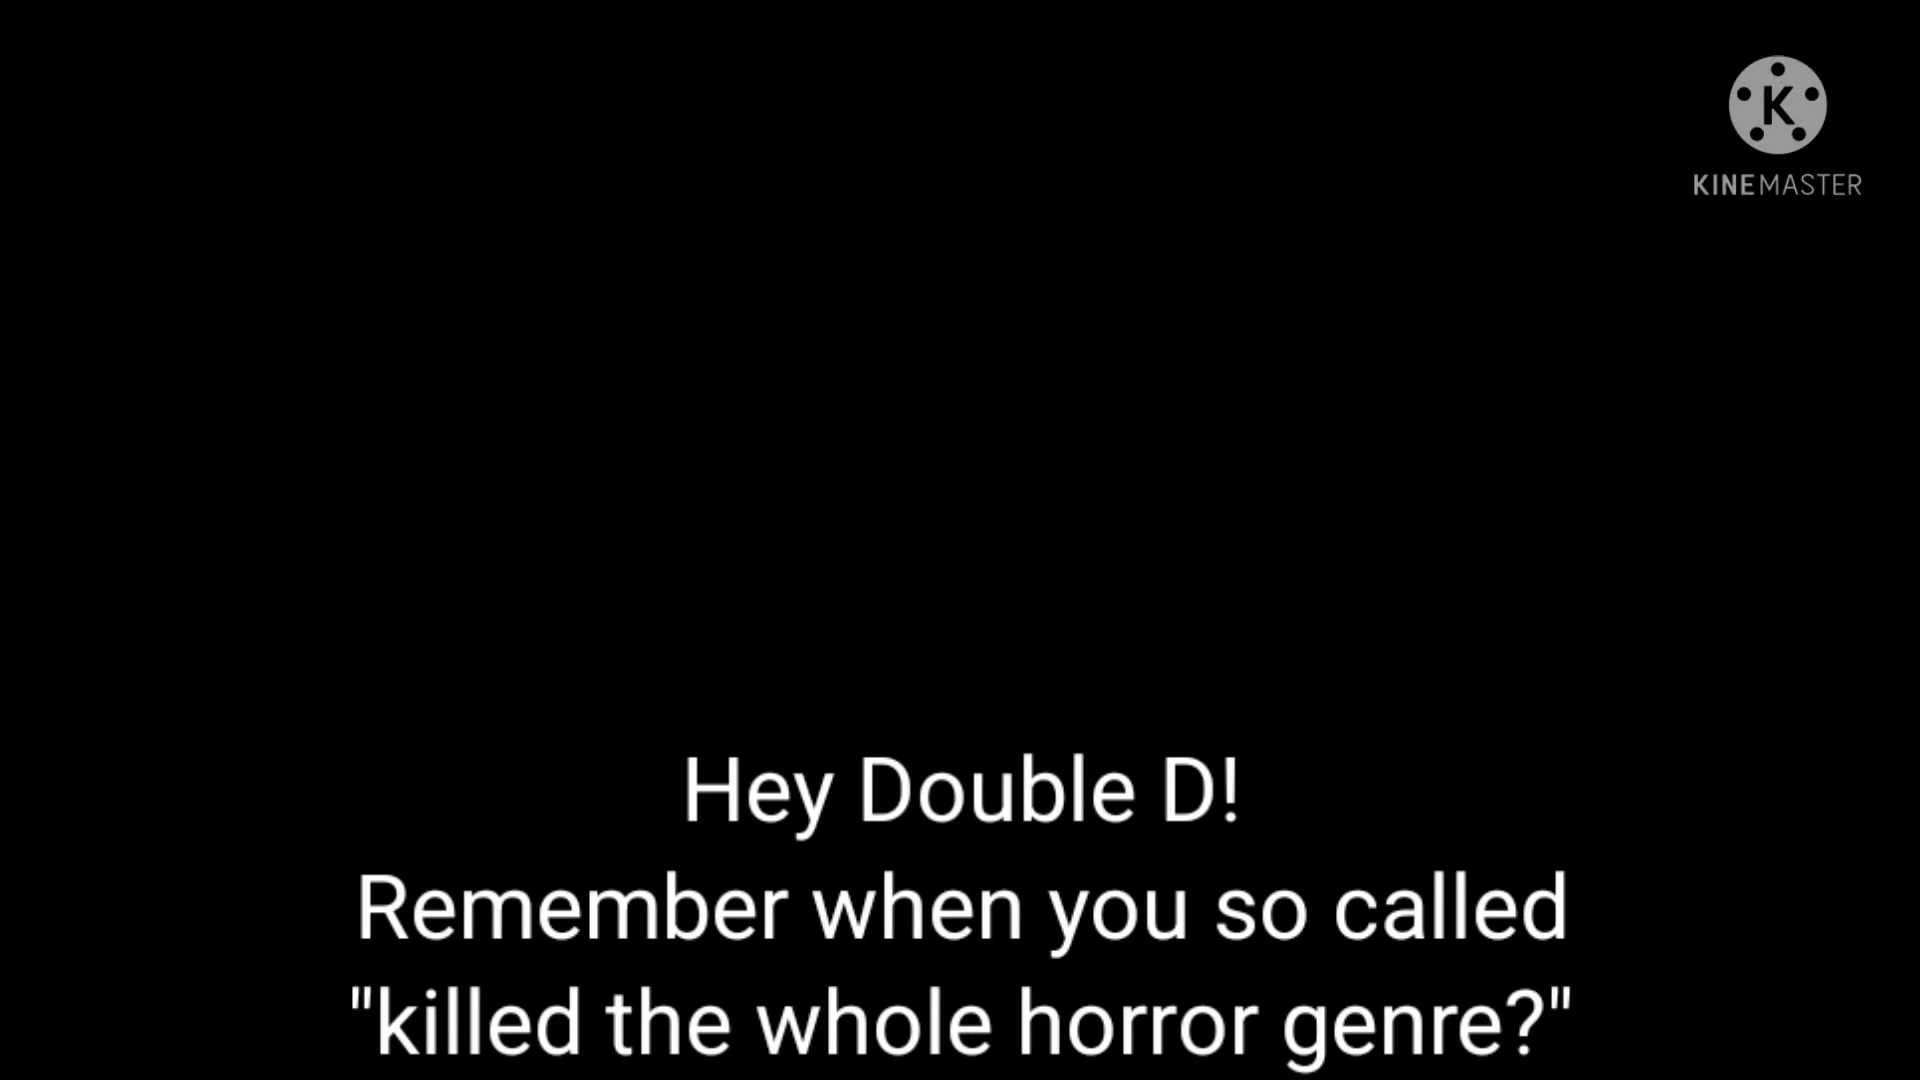 K
KINEMASTER
Hey Double D!
Remember when you so called
"killed the whole horror genre?"